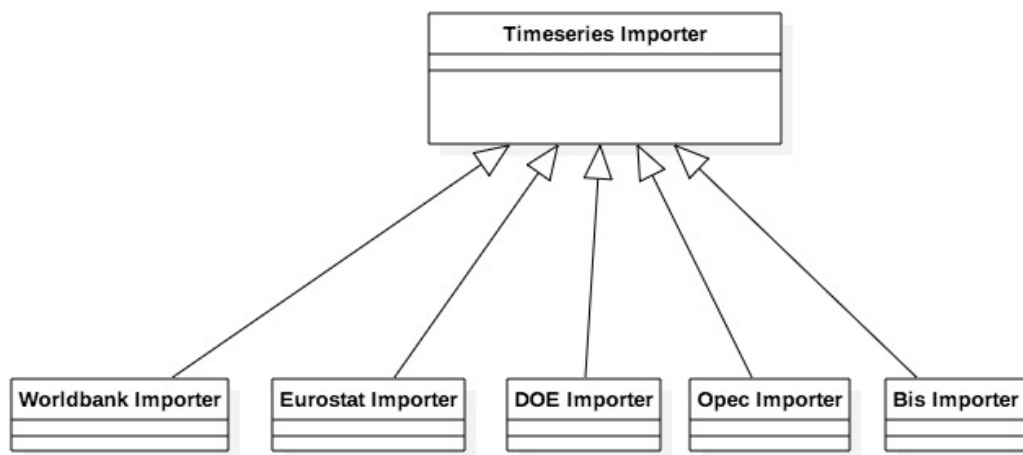 Timeseries Importer
Worldbank Importer
Eurostat Importer
DOE Importer
Opec Importer
Bis Importer